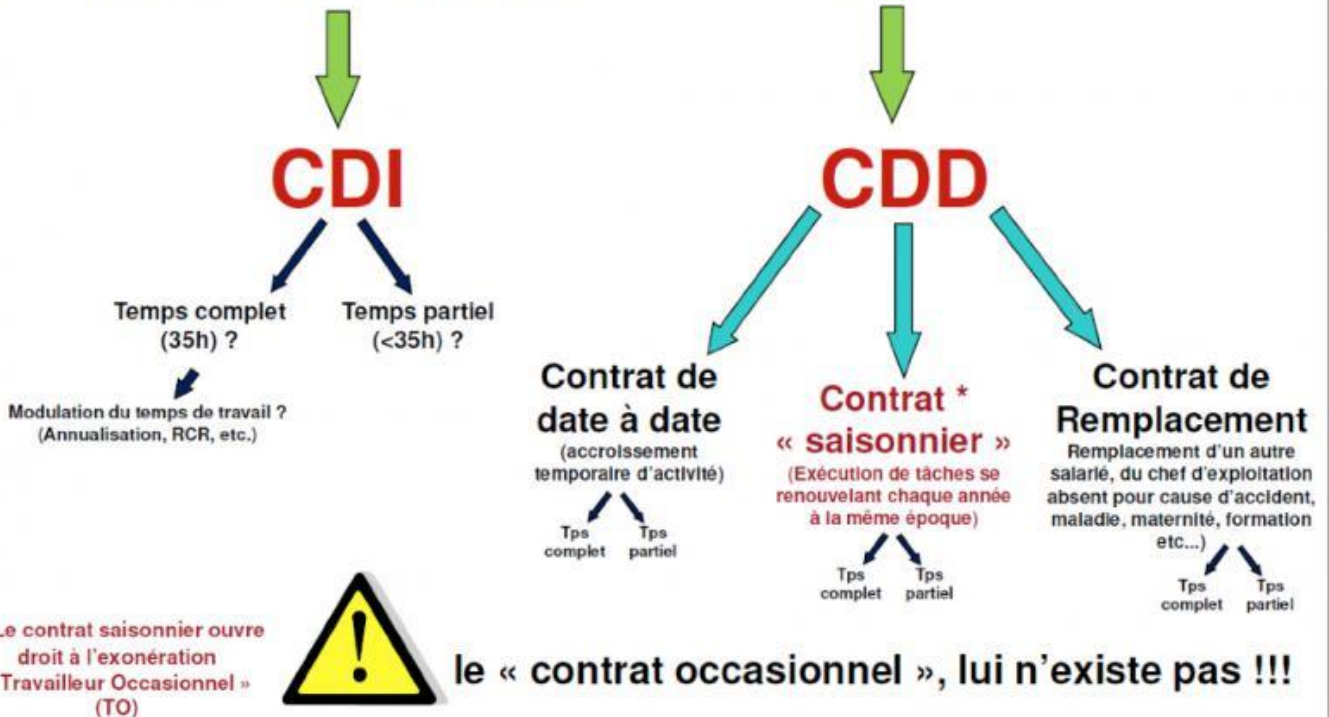 CDI
CDD
Temps complet
(35h) ?
Temps partiel
(<35h) ?
Modulation du temps de travail ?
(Annualisation, RCR, etc.)
Contrat de
date à date
(accroissement
temporaire d'activité)
Tps
complet
Tps
partiel
Contrat *
« saisonnier »
(Exécution de tâches se
renouvelant chaque année
à la même époque)
Tps
complet
Tps
partiel
Contrat de
Remplacement
Remplacement d'un autre
salarié, du chef d'exploitation
absent pour cause d'accident,
maladie, maternité, formation
etc...)
Tps
complet
Tps
partiel
Le contrat saisonnier ouvre
droit à l'exonération
Travailleur Occasionnel »
(TO)
!
le « contrat occasionnel », lui n'existe pas !!!